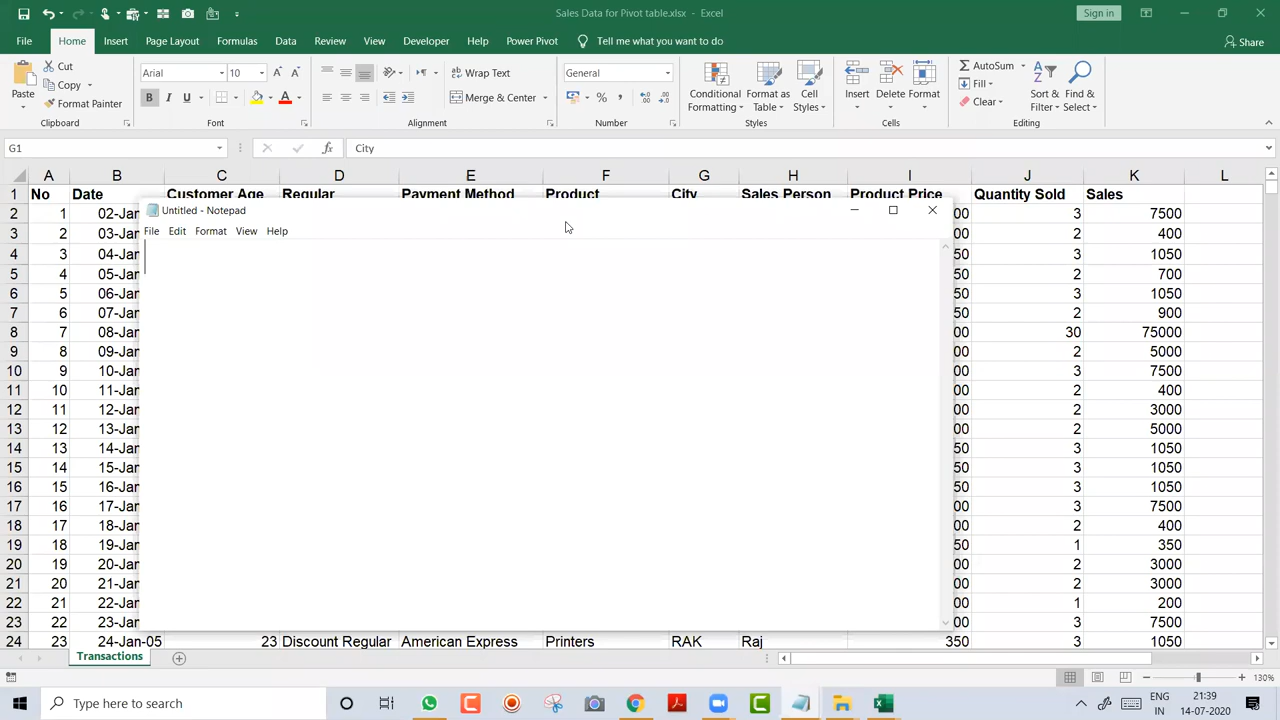 Sales Data for Pivot table.xlsx - Excel
Sign in
File Home Insert Page Layout Formulas Data Review View Developer Help Power Pivot Tell me what you want to do Share
Paste Cut Copy Format Painter Clipboard
Arial 10 B I U A Font
Wrap Text Merge & Center Alignment
General % Number
Conditional Formatting Format as Table Cell Styles Styles
Insert Delete Format Cells
AutoSum Fill Clear Sort & Filter Find & Select Editing
G1 fx City
A B C D E F G H I J K L
1 No Date Customer Age Regular Payment Method Product City Sales Person Product Price Quantity Sold Sales
Untitled - Notepad
File Edit Format View Help
2 1 02-Jan 00 3 7500
3 2 03-Jan 00 2 400
4 3 04-Jan 50 3 1050
5 4 05-Jan 50 2 700
6 5 06-Jan 50 3 1050
7 6 07-Jan 50 2 900
8 7 08-Jan 00 30 75000
9 8 09-Jan 00 2 5000
10 9 10-Jan 00 3 7500
11 10 11-Jan 00 2 400
12 11 12-Jan 00 2 3000
13 12 13-Jan 00 2 5000
14 13 14-Jan 50 3 1050
15 14 15-Jan 50 3 1050
16 15 16-Jan 50 3 1050
17 16 17-Jan 00 3 7500
18 17 18-Jan 00 2 400
19 18 19-Jan 50 1 350
20 19 20-Jan 00 2 3000
21 20 21-Jan 00 2 3000
22 21 22-Jan 00 1 200
23 22 23-Jan 00 3 7500
24 23 24-Jan-05 23 Discount Regular American Express Printers RAK Raj 350 3 1050
Transactions
130%
Type here to search
ENG 21:39
IN 14-07-2020